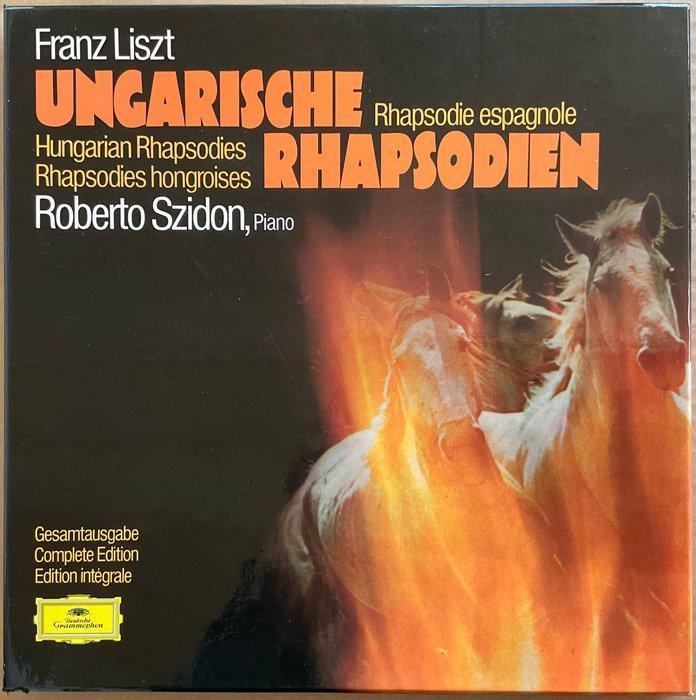 Franz Liszt
UNGARISCHE Rhapsodie espagnole
Hungarian Rhapsodies RHAPSODIEN
Rhapsodies hongroises
Roberto Szidon, Piano
Gesamtausgabe
Complete Edition
Edition intégrale
Deutsche
Grammophon